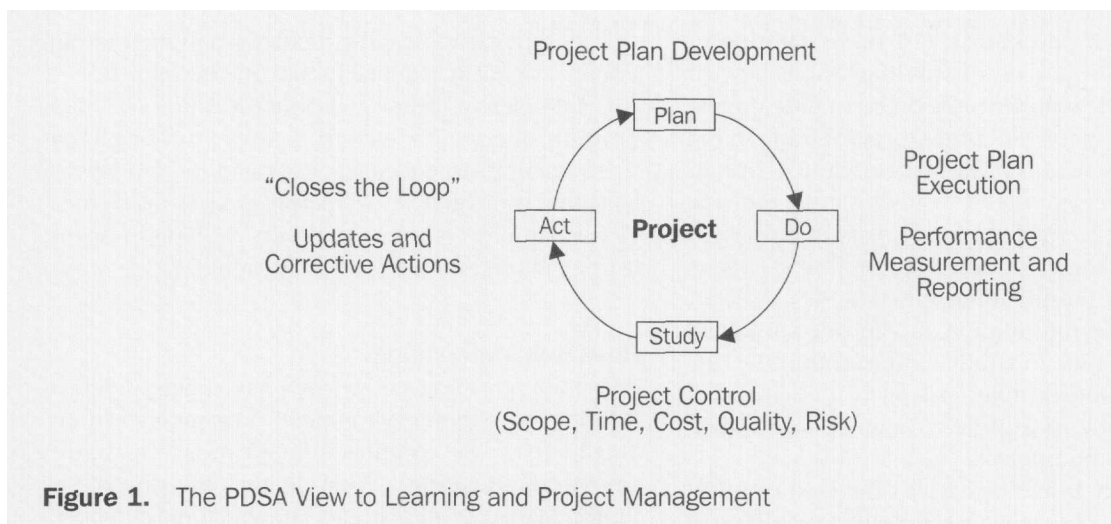 Project Plan Development
Plan
Project Plan
Execution
"Closes the Loop"
Act
Project
Do
Updates and
Corrective Actions
Performance
Measurement and
Reporting
Study
Project Control
(Scope, Time, Cost, Quality, Risk)
Figure 1. The PDSA View to Learning and Project Management